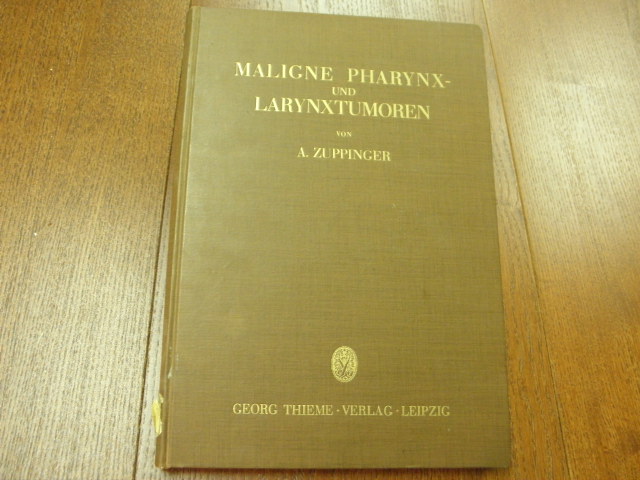 MALIGNE PHARYNX-
UND
LARYNXTUMOREN
VON
A. ZUPPINGER
GEORG THIEME · VERLAG · LEIPZIG